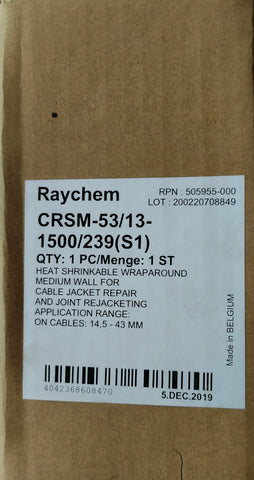 Raychem
RPN : 505955-000
LOT : 200220708849
CRSM-53/13-
1500/239(S1)
QTY: 1 PC/Menge: 1 ST
HEAT SHRINKABLE WRAPAROUND
MEDIUM WALL FOR
CABLE JACKET REPAIR
AND JOINT REJACKETING
APPLICATION RANGE:
ON CABLES: 14,5 - 43 MM
Made in BELGIUM
4042368608470
5.DEC.2019